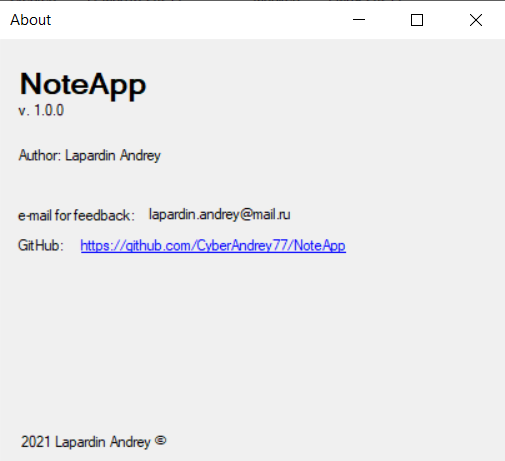 About
NoteApp
v. 1.0.0
Author: Lapardin Andrey
e-mail for feedback: lapardin.andrey@mail.ru
GitHub: https://github.com/CyberAndrey77/NoteApp
2021 Lapardin Andrey ©